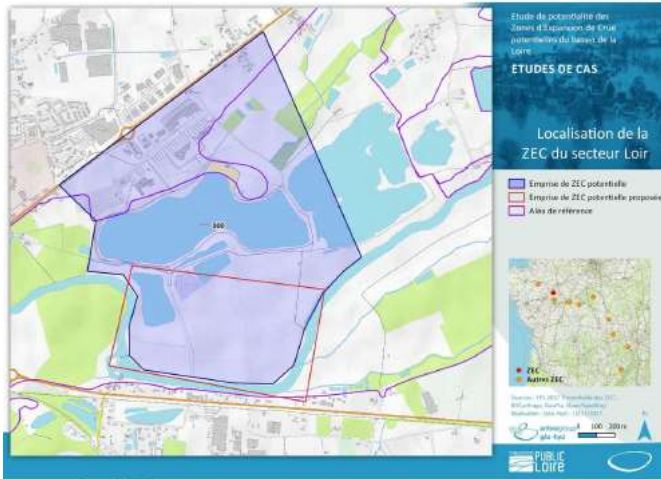 Etude de potentialité des
Zones d'Expansion de Crue
potentielles du bassin de la
Loire
ETUDES DE CAS
Localisation de la
ZEC du secteur Loir
Emprise de ZEC potentielle
Emprise de ZEC potentielle proposée
Aléa de référence
300
ZEC
Autres ZEC
100 200 m
PUBLIC
LOIRE